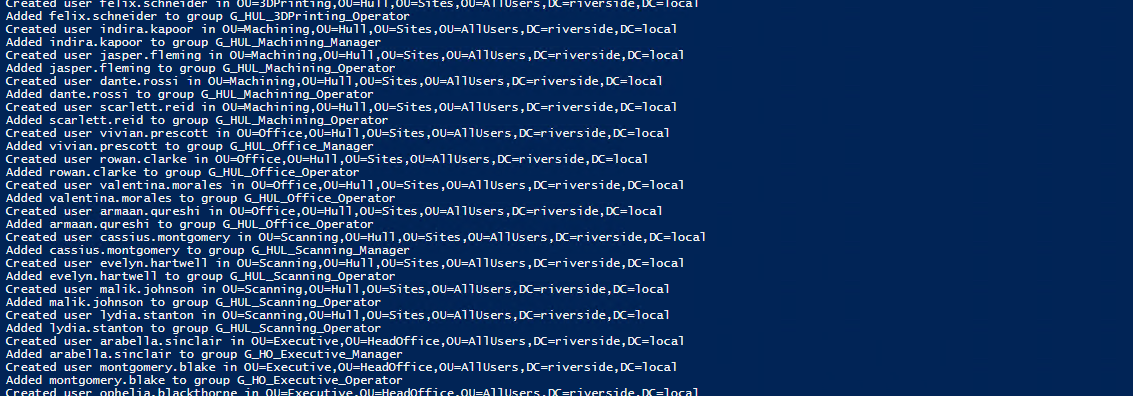 Created user felix.schneider in OU=3DPrinting,OU=Hull,OU=Sites,OU=AllUsers,DC=riverside,DC=local
Added felix.schneider to group G_HUL_3DPrinting_Operator
Created user indira.kapoor in OU=Machining,OU=Hull,OU=Sites,OU=AllUsers,DC=riverside,DC=local
Added indira.kapoor to group G_HUL_Machining_Manager
Created user jasper.fleming in OU=Machining,OU=Hull,OU=Sites,OU=AllUsers,DC=riverside,DC=local
Added jasper.fleming to group G_HUL_Machining_Operator
Created user dante.rossi in OU=Machining,OU=Hull,OU=Sites,OU=AllUsers,DC=riverside,DC=local
Added dante.rossi to group G_HUL_Machining_Operator
Created user scarlett.reid in OU=Machining,OU=Hull,OU=Sites,OU=AllUsers,DC=riverside,DC=local
Added scarlett.reid to group G_HUL_Machining_Operator
Created user vivian.prescott in OU=Office,OU=Hull,OU=Sites,OU=AllUsers,DC=riverside,DC=local
Added vivian.prescott to group G_HUL_Office_Manager
Created user rowan.clarke in OU=Office,OU=Hull,OU=Sites,OU=AllUsers,DC=riverside,DC=local
Added rowan.clarke to group G_HUL_Office_Operator
Created user valentina.morales in OU=Office,OU=Hull,OU=Sites,OU=AllUsers,DC=riverside,DC=local
Added valentina.morales to group G_HUL_Office_Operator
Created user armaan.qureshi in OU=Office,OU=Hull,OU=Sites,OU=AllUsers,DC=riverside,DC=local
Added armaan.qureshi to group G_HUL_Office_Operator
Created user cassius.montgomery in OU=Scanning,OU=Hull,OU=Sites,OU=AllUsers,DC=riverside,DC=local
Added cassius.montgomery to group G_HUL_Scanning_Manager
Created user evelyn.hartwell in OU=Scanning,OU=Hull,OU=Sites,OU=AllUsers,DC=riverside,DC=local
Added evelyn.hartwell to group G_HUL_Scanning_Operator
Created user malik.johnson in OU=Scanning,OU=Hull,OU=Sites,OU=AllUsers,DC=riverside,DC=local
Added malik.johnson to group G_HUL_Scanning_Operator
Created user lydia.stanton in OU=Scanning,OU=Hull,OU=Sites,OU=AllUsers,DC=riverside,DC=local
Added lydia.stanton to group G_HUL_Scanning_Operator
Created user arabella.sinclair in OU=Executive,OU=HeadOffice,OU=AllUsers,DC=riverside,DC=local
Added arabella.sinclair to group G_HO_Executive_Manager
Created user montgomery.blake in OU=Executive,OU=HeadOffice,OU=AllUsers,DC=riverside,DC=local
Added montgomery.blake to group G_HO_Executive_Operator
Created user ophelia.blackthorne in OU=Executive,OU=HeadOffice,OU=AllUsers,DC=riverside,DC=local